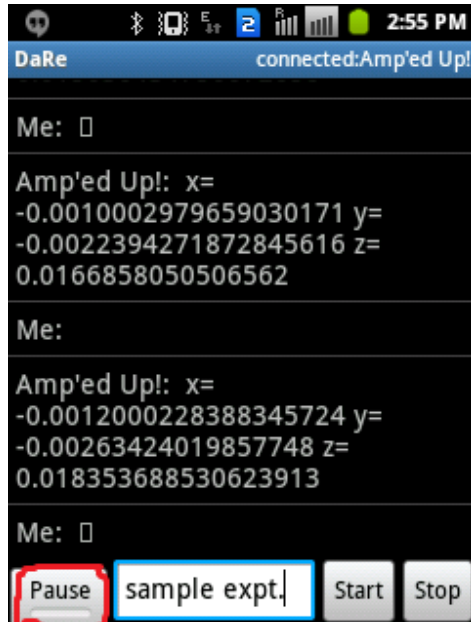 2:55 PM
DaRe connected:Amp'ed Up!
Me: ▯
Amp'ed Up!: x=
-0.0010002979659030171 y=
-0.0022394271872845616 z=
0.0166858050506562
Me:
Amp'ed Up!: x=
-0.0012000228388345724 y=
-0.00263424019857748 z=
0.018353688530623913
Me: ▯
Pause sample expt. Start Stop